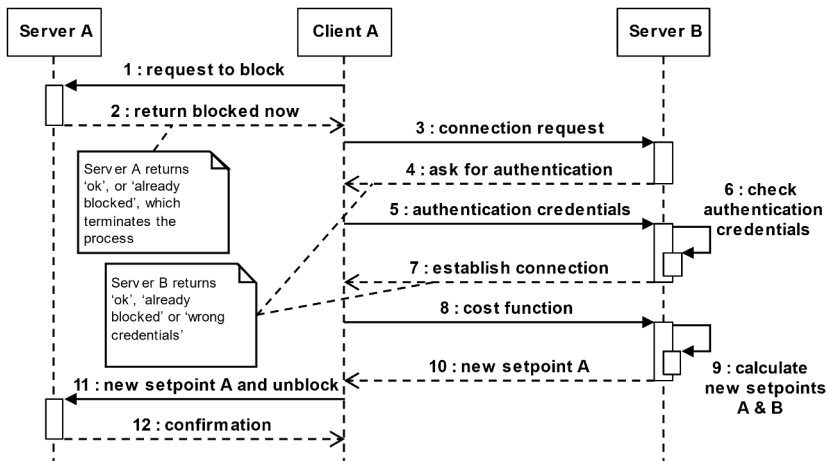 Server A
Client A
Server B
1 : request to block
2 : return blocked now
3 : connection request
Server A returns
‘ok’, or ‘already
blocked’, which
terminates the
process
4 : ask for authentication
5 : authentication credentials
6 : check
authentication
credentials
Server B returns
‘ok’, ‘already
blocked’ or ‘wrong
credentials’
7 : establish connection
8 : cost function
9 : calculate
new setpoints
A & B
10 : new setpoint A
11 : new setpoint A and unblock
12 : confirmation